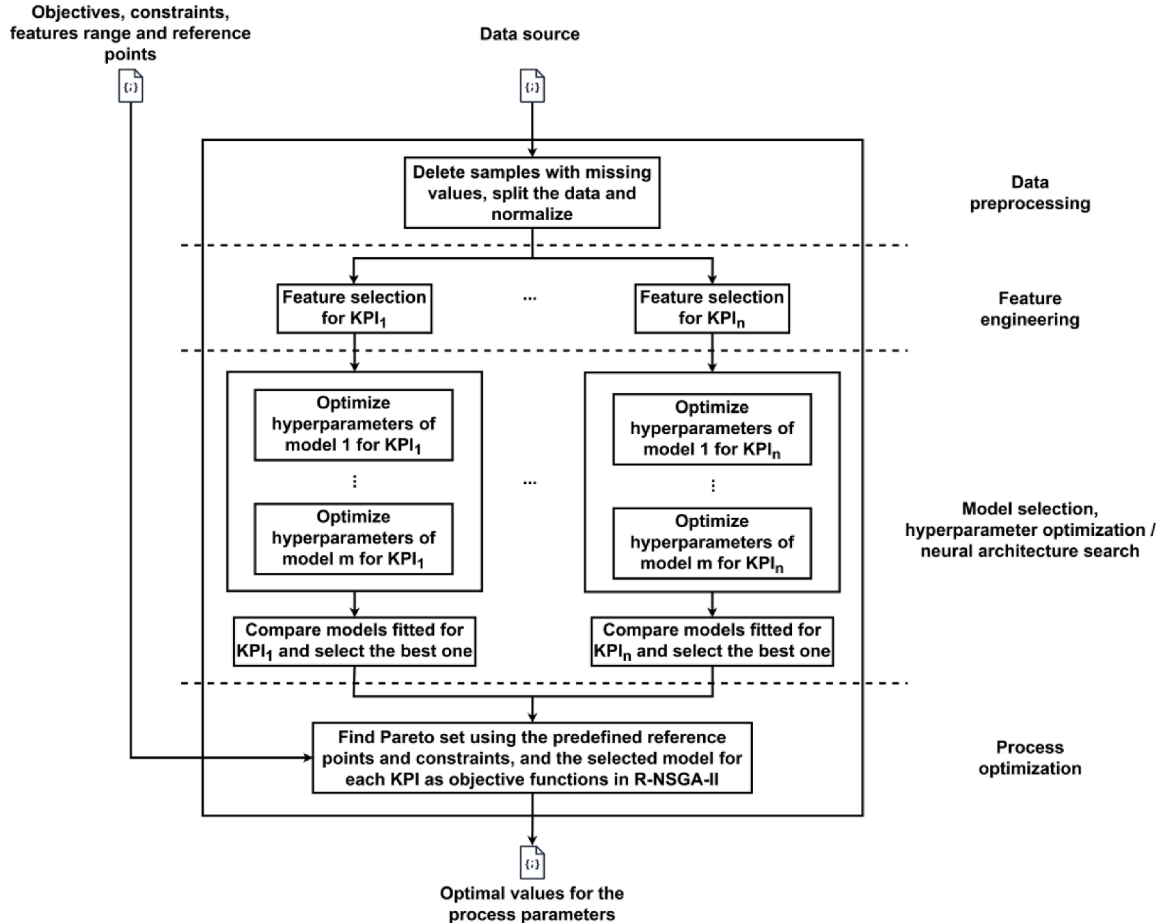 Objectives, constraints,
features range and reference
points
Data source
{;}
{;}
Delete samples with missing
values, split the data and
normalize
Data
preprocessing
Feature selection
for KPI₁
...
Feature selection
for KPIₙ
Feature
engineering
Optimize
hyperparameters of
model 1 for KPI₁
⋮
Optimize
hyperparameters of
model m for KPI₁
...
Optimize
hyperparameters of
model 1 for KPIₙ
⋮
Optimize
hyperparameters of
model m for KPIₙ
Model selection,
hyperparameter optimization /
neural architecture search
Compare models fitted for
KPI₁ and select the best one
Compare models fitted for
KPIₙ and select the best one
Find Pareto set using the predefined reference
points and constraints, and the selected model for
each KPI as objective functions in R-NSGA-II
Process
optimization
{;}
Optimal values for the
process parameters